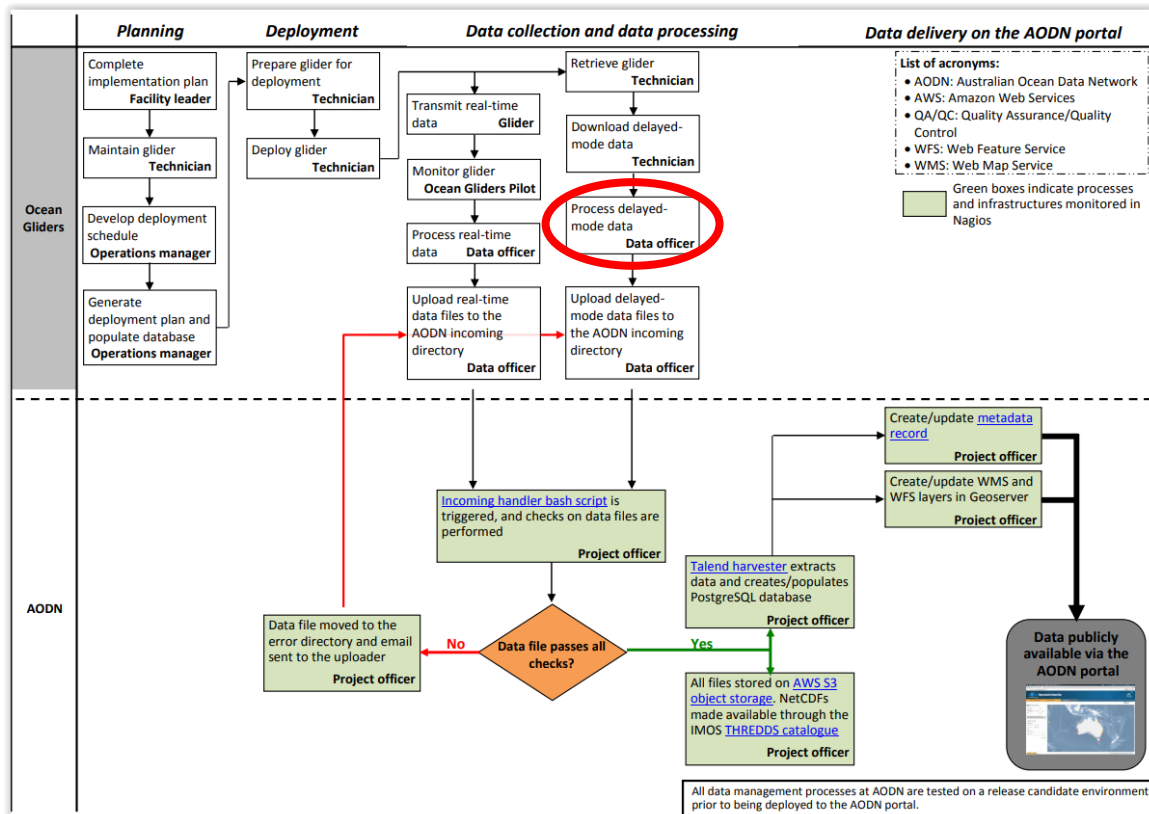 Planning
Deployment
Data collection and data processing
Data delivery on the AODN portal
Ocean
Gliders
Complete
implementation plan
Facility leader
Maintain glider
Technician
Develop deployment
schedule
Operations manager
Generate
deployment plan and
populate database
Operations manager
Prepare glider for
deployment
Technician
Deploy glider
Technician
Transmit real-time
data Glider
Monitor glider
Ocean Gliders Pilot
Process real-time
data Data officer
Upload real-time
data files to the
AODN incoming
directory
Data officer
Retrieve glider
Technician
Download delayed-
mode data
Technician
Process delayed-
mode data
Data officer
Upload delayed-
mode data files to
the AODN incoming
directory
Data officer
List of acronyms:
• AODN: Australian Ocean Data Network
• AWS: Amazon Web Services
• QA/QC: Quality Assurance/Quality
Control
• WFS: Web Feature Service
• WMS: Web Map Service
Green boxes indicate processes
and infrastructures monitored in
Nagios
AODN
Incoming handler bash script is
triggered, and checks on data files are
performed
Project officer
Data file passes all
checks?
No
Yes
Data file moved to the
error directory and email
sent to the uploader
Project officer
Talend harvester extracts
data and creates/populates
PostgreSQL database
Project officer
All files stored on AWS S3
object storage. NetCDFs
made available through the
IMOS THREDDS catalogue
Project officer
Create/update metadata
record
Project officer
Create/update WMS and
WFS layers in Geoserver
Project officer
Data publicly
available via the
AODN portal
All data management processes at AODN are tested on a release candidate environment
prior to being deployed to the AODN portal.